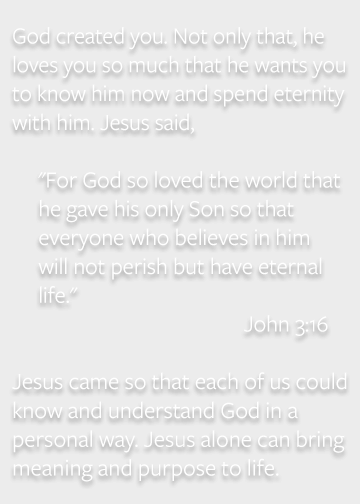 God created you. Not only that, he
loves you so much that he wants you
to know him now and spend eternity
with him. Jesus said,
"For God so loved the world that
he gave his only Son so that
everyone who believes in him
will not perish but have eternal
life."
John 3:16
Jesus came so that each of us could
know and understand God in a
personal way. Jesus alone can bring
meaning and purpose to life.